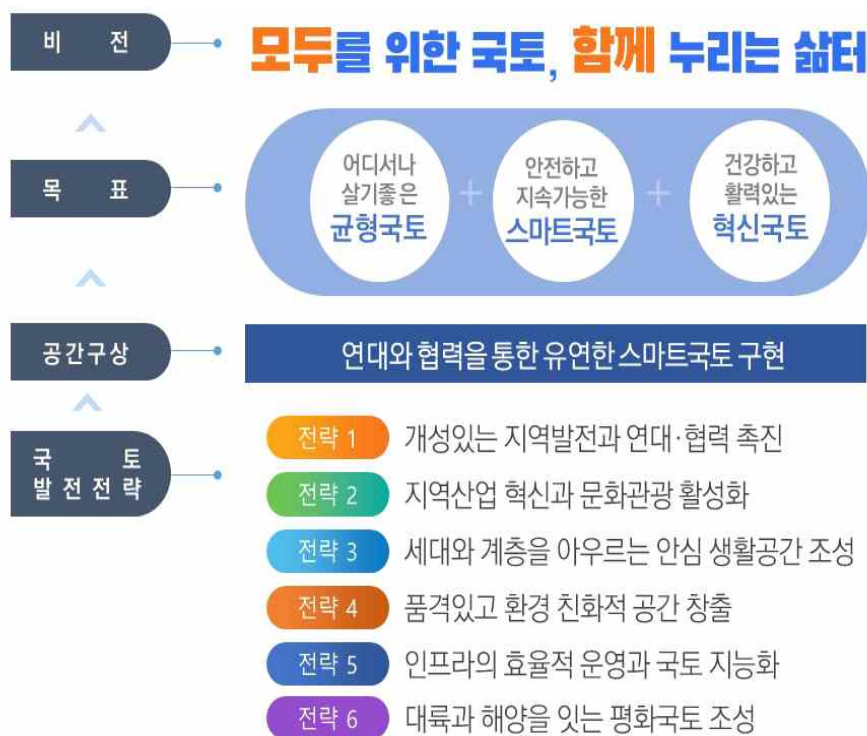 비 전
모두를 위한 국토, 함께 누리는 삶터
목 표
어디서나
살기좋은
균형국토
+
안전하고
지속가능한
스마트국토
+
건강하고
활력있는
혁신국토
공간구상
연대와 협력을 통한 유연한 스마트국토 구현
국 토
발전전략
전략 1 개성있는 지역발전과 연대·협력 촉진
전략 2 지역산업 혁신과 문화관광 활성화
전략 3 세대와 계층을 아우르는 안심 생활공간 조성
전략 4 품격있고 환경 친화적 공간 창출
전략 5 인프라의 효율적 운영과 국토 지능화
전략 6 대륙과 해양을 잇는 평화국토 조성